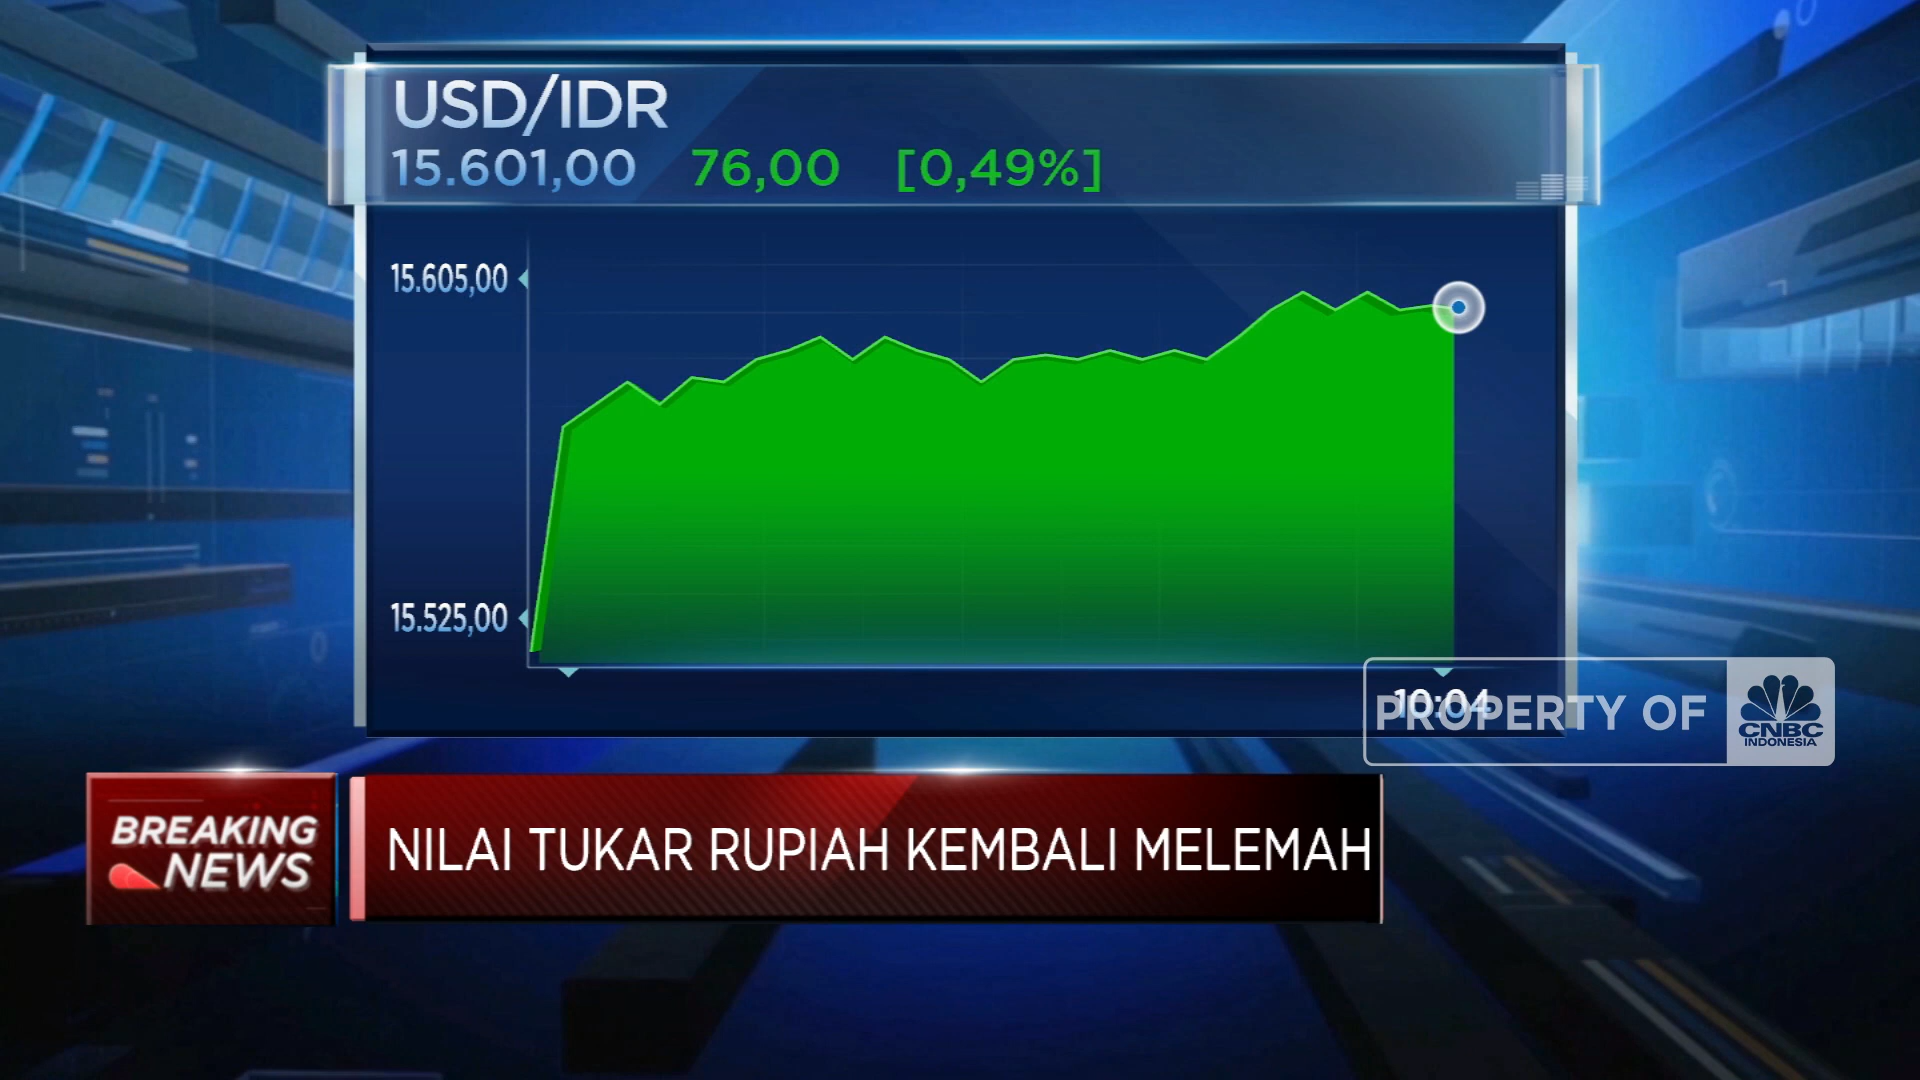 USD/IDR
15.601,00 76,00 [0,49%]
15.605,00
15.525,00
10:04
PROPERTY OF
CNBC
INDONESIA
BREAKING
NEWS
NILAI TUKAR RUPIAH KEMBALI MELEMAH